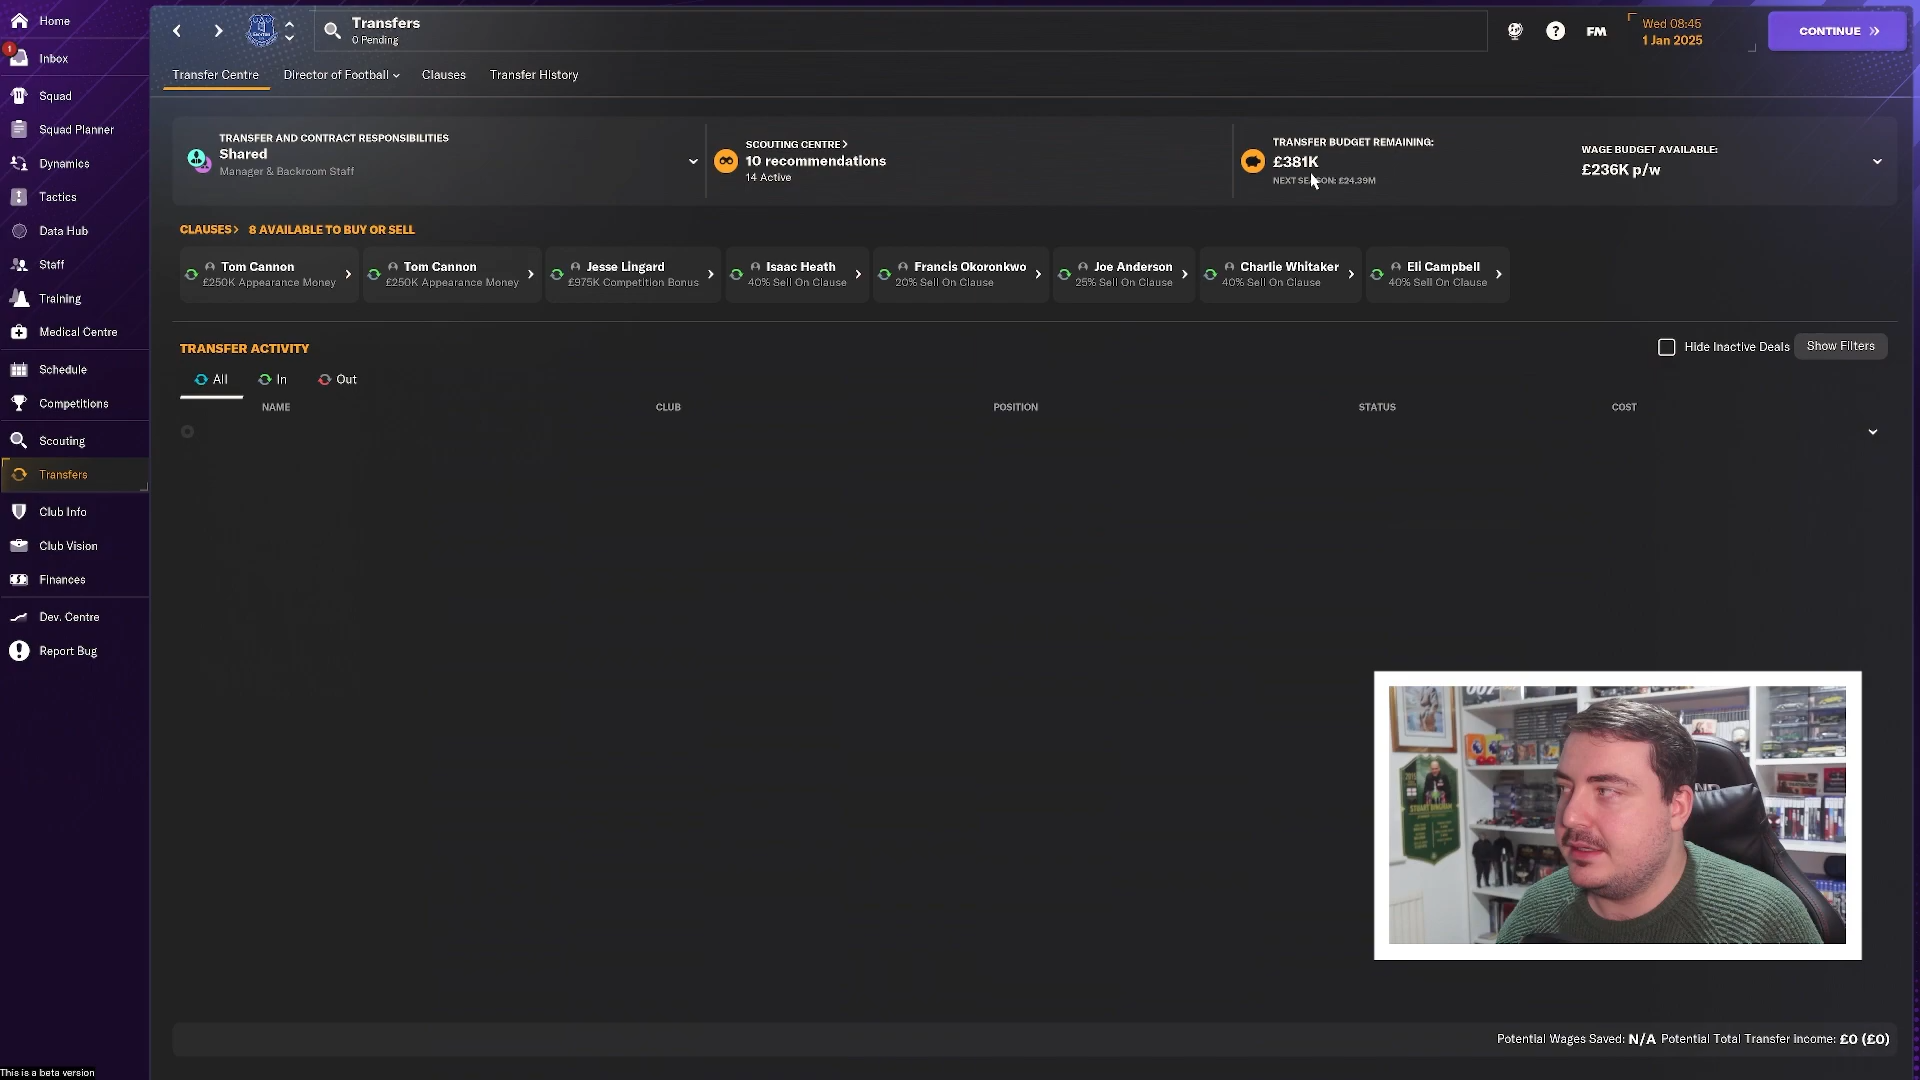 Home
Transfers
0 Pending
FM
Wed 08:45
1 Jan 2025
CONTINUE
1
Inbox
Transfer Centre
Director of Football
Clauses
Transfer History
Squad
Squad Planner
Dynamics
Tactics
Data Hub
Staff
Training
Medical Centre
Schedule
Competitions
Scouting
Transfers
Club Info
Club Vision
Finances
Dev. Centre
Report Bug
TRANSFER AND CONTRACT RESPONSIBILITIES
Shared
Manager & Backroom Staff
SCOUTING CENTRE
10 recommendations
14 Active
TRANSFER BUDGET REMAINING:
£381K
NEXT SEASON: £24.39M
WAGE BUDGET AVAILABLE:
£236K p/w
CLAUSES 8 AVAILABLE TO BUY OR SELL
Tom Cannon
£250K Appearance Money
Tom Cannon
£250K Appearance Money
Jesse Lingard
£975K Competition Bonus
Isaac Heath
40% Sell On Clause
Francis Okoronkwo
20% Sell On Clause
Joe Anderson
25% Sell On Clause
Charlie Whitaker
40% Sell On Clause
Eli Campbell
40% Sell On Clause
TRANSFER ACTIVITY
Hide Inactive Deals
Show Filters
All
In
Out
NAME
CLUB
POSITION
STATUS
COST
STUART BINGHAM
Potential Wages Saved: N/A Potential Total Transfer Income: £0 (£0)
This is a beta version